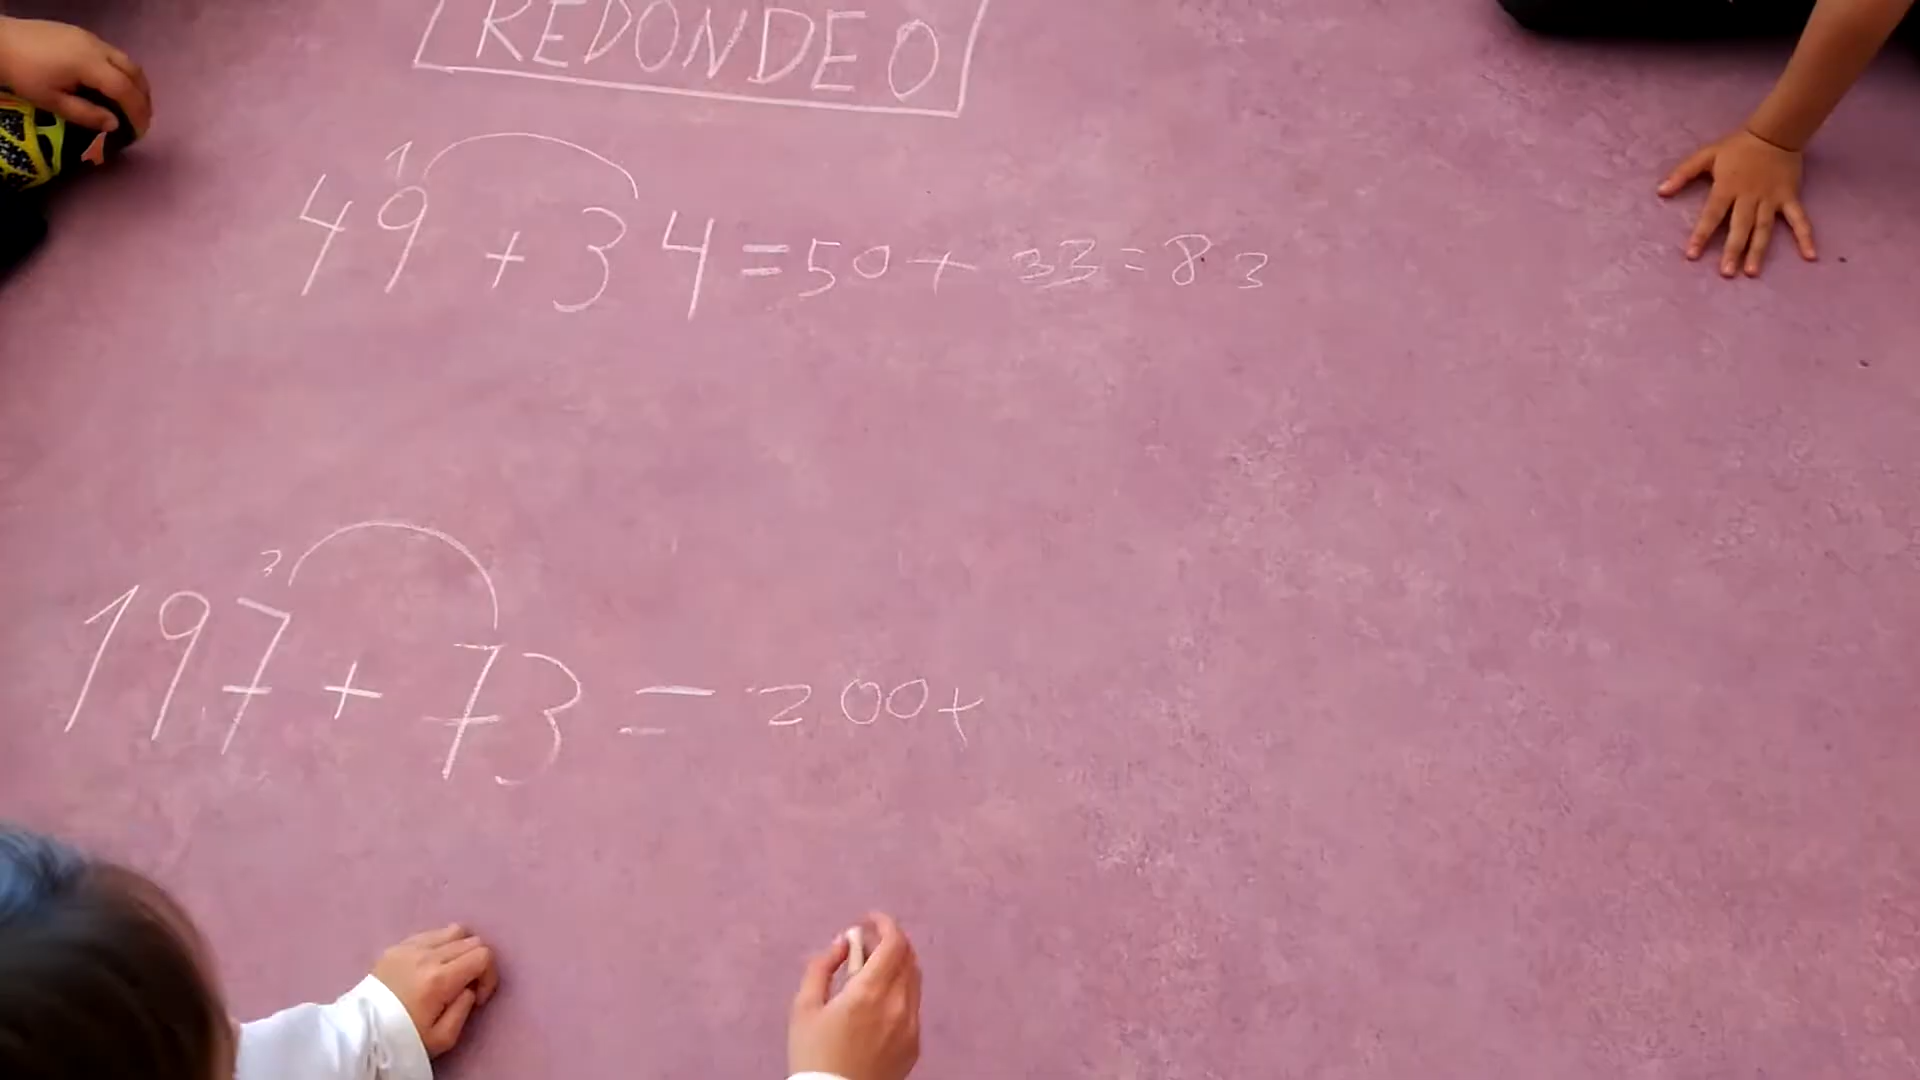 REDONDEO
1
49 + 34 = 50 + 33 = 83
3
197 + 73 = 200 +